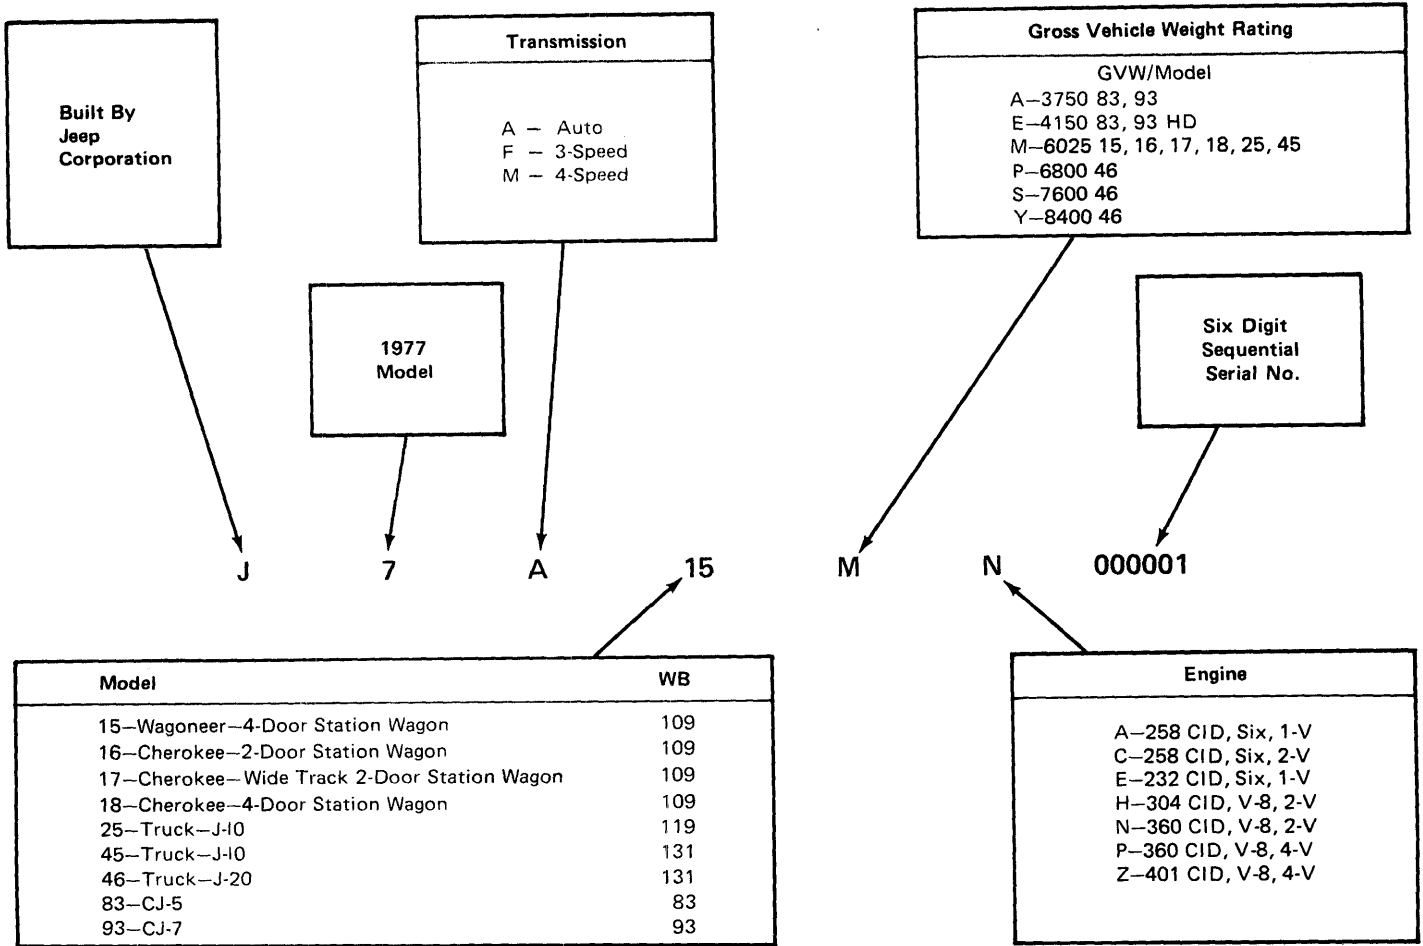 Built By
Jeep
Corporation
Transmission
A — Auto
F — 3-Speed
M — 4-Speed
Gross Vehicle Weight Rating
GVW/Model
A—3750 83, 93
E—4150 83, 93 HD
M—6025 15, 16, 17, 18, 25, 45
P—6800 46
S—7600 46
Y—8400 46
1977
Model
Six Digit
Sequential
Serial No.
J 7 A 15 M N 000001
Model WB
15—Wagoneer—4-Door Station Wagon 109
16—Cherokee—2-Door Station Wagon 109
17—Cherokee—Wide Track 2-Door Station Wagon 109
18—Cherokee—4-Door Station Wagon 109
25—Truck—J-10 119
45—Truck—J-10 131
46—Truck—J-20 131
83—CJ-5 83
93—CJ-7 93
Engine
A—258 CID, Six, 1-V
C—258 CID, Six, 2-V
E—232 CID, Six, 1-V
H—304 CID, V-8, 2-V
N—360 CID, V-8, 2-V
P—360 CID, V-8, 4-V
Z—401 CID, V-8, 4-V